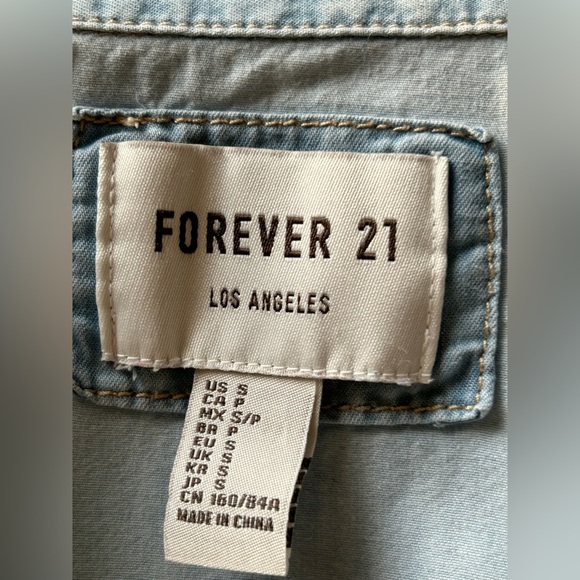 FOREVER 21
LOS ANGELES
US S
CA P
MX S/P
BR P
EU S
UK S
KR S
JP S
CN 160/84A
MADE IN CHINA